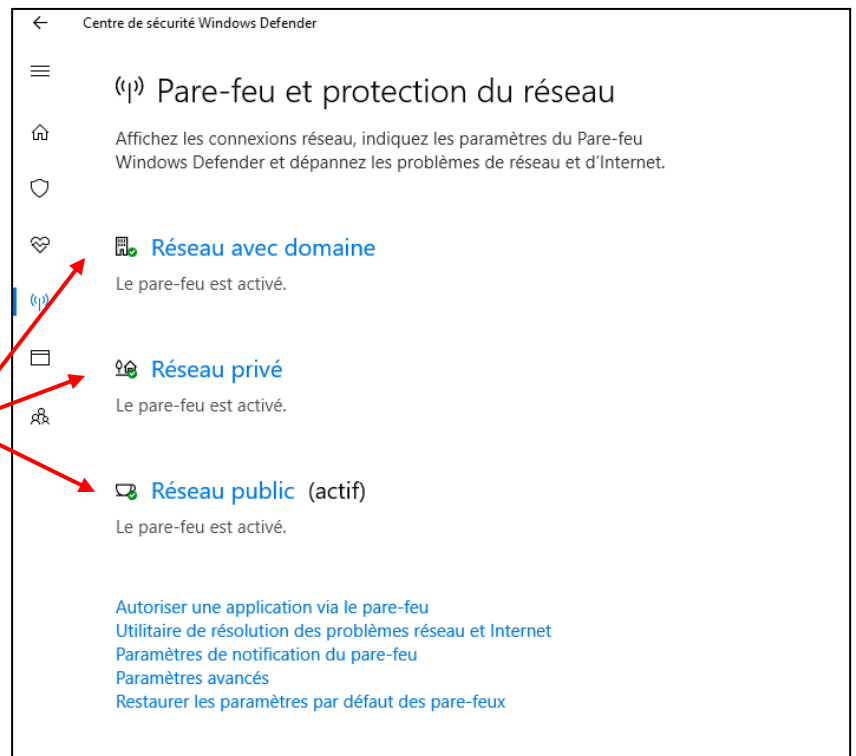 Centre de sécurité Windows Defender
Pare-feu et protection du réseau
Affichez les connexions réseau, indiquez les paramètres du Pare-feu
Windows Defender et dépannez les problèmes de réseau et d'Internet.
Réseau avec domaine
Le pare-feu est activé.
Réseau privé
Le pare-feu est activé.
Réseau public (actif)
Le pare-feu est activé.
Autoriser une application via le pare-feu
Utilitaire de résolution des problèmes réseau et Internet
Paramètres de notification du pare-feu
Paramètres avancés
Restaurer les paramètres par défaut des pare-feux